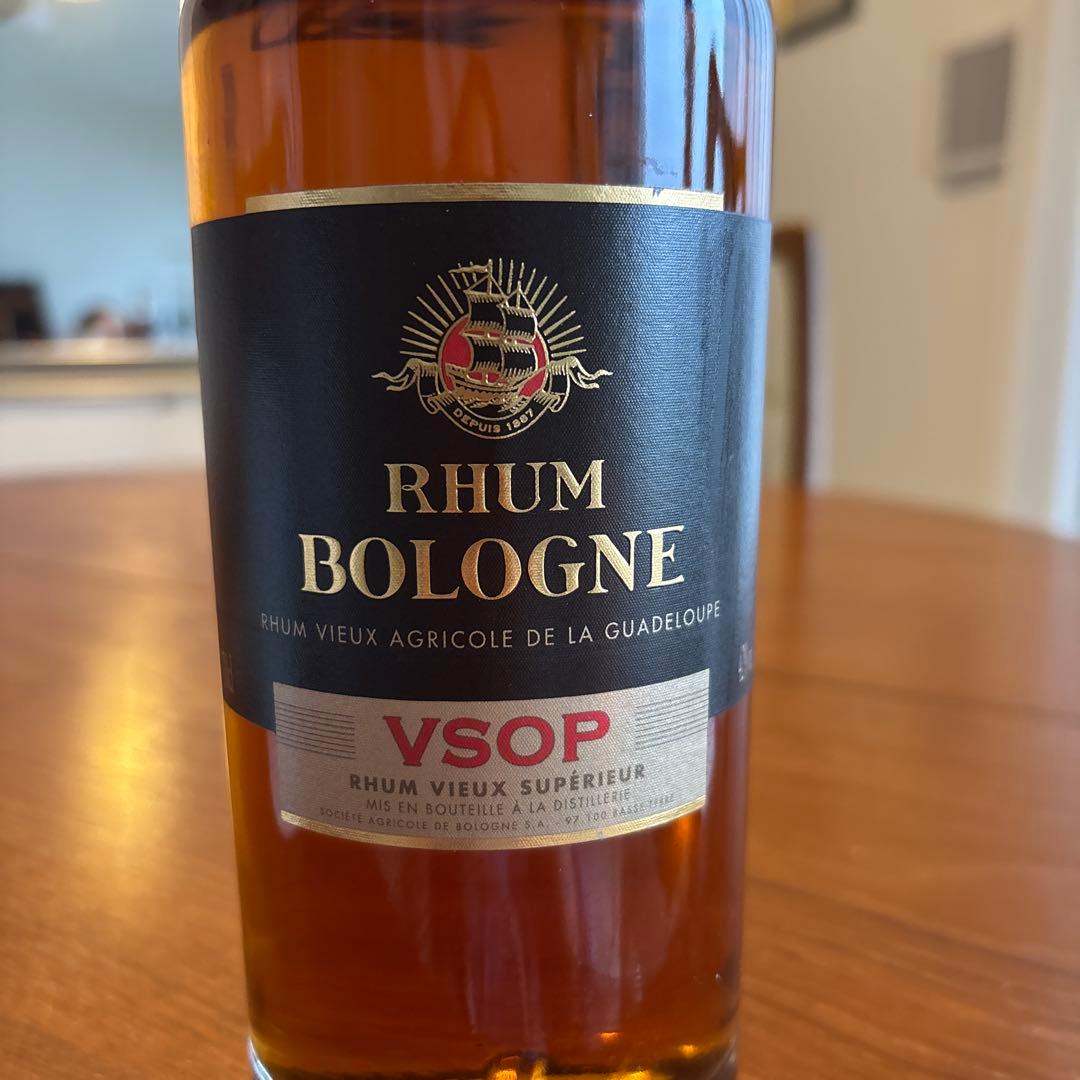 DEPUIS 1887
RHUM
BOLOGNE
RHUM VIEUX AGRICOLE DE LA GUADELOUPE
VSOP
RHUM VIEUX SUPÉRIEUR
MIS EN BOUTEILLE À LA DISTILLERIE
SOCIÉTÉ AGRICOLE DE BOLOGNE S.A. 97 100 BASSE-TERRE